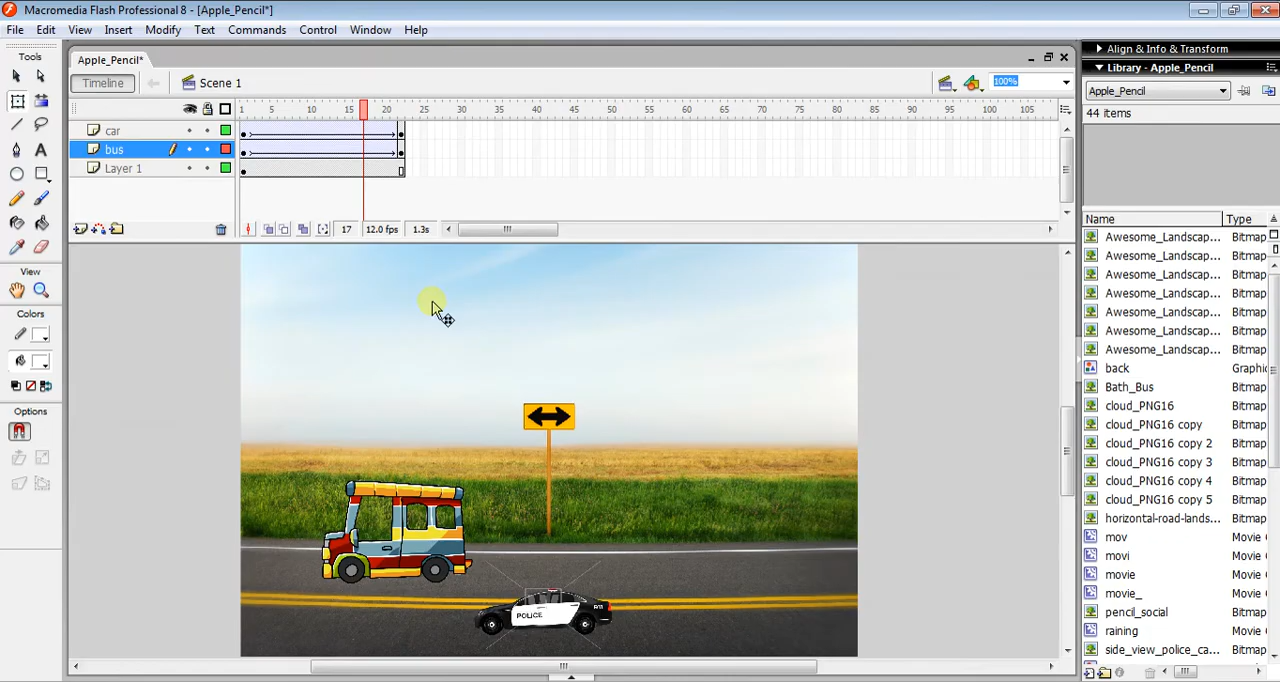 Macromedia Flash Professional 8 - [Apple_Pencil*]
File Edit View Insert Modify Text Commands Control Window Help
Tools
Apple_Pencil*
Timeline
Scene 1
100%
1 5 10 15 20 25 30 35 40 45 50 55 60 65 70 75 80 85 90 95 100 105
car
bus
Layer 1
17 12.0 fps 1.3s
View
Colors
Options
POLICE
Align & Info & Transform
Library - Apple_Pencil
Apple_Pencil
44 items
Name Type
Awesome_Landscap... Bitmap
Awesome_Landscap... Bitmap
Awesome_Landscap... Bitmap
Awesome_Landscap... Bitmap
Awesome_Landscap... Bitmap
Awesome_Landscap... Bitmap
Awesome_Landscap... Bitmap
back Graphic
Bath_Bus Bitmap
cloud_PNG16 Bitmap
cloud_PNG16 copy Bitmap
cloud_PNG16 copy 2 Bitmap
cloud_PNG16 copy 3 Bitmap
cloud_PNG16 copy 4 Bitmap
cloud_PNG16 copy 5 Bitmap
horizontal-road-lands... Bitmap
mov Movie
movi Movie
movie Movie
movie_ Movie
pencil_social Bitmap
raining Movie
side_view_police_ca... Bitmap